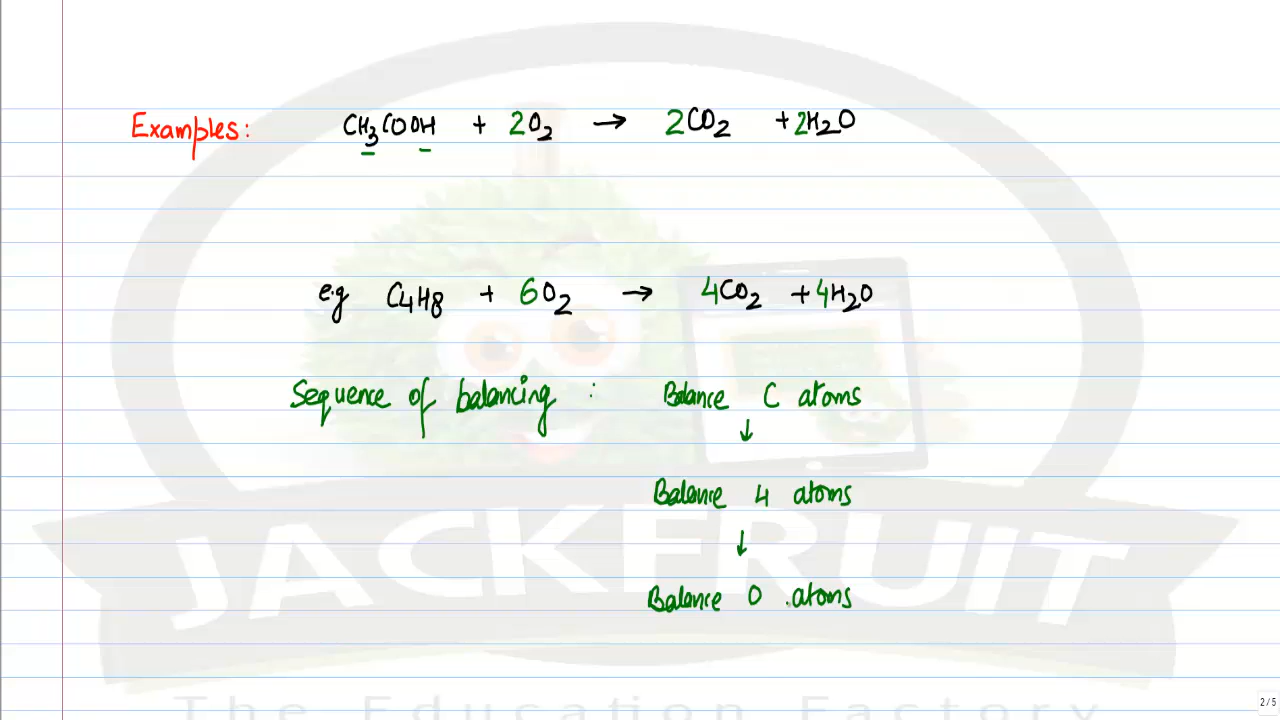 Examples: CH₃COOH + 2O₂ → 2CO₂ + 2H₂O
e.g C4H8 + 6O₂ → 4CO₂ + 4H₂O
Sequence of balancing : Balance C atoms
↓
Balance 4 atoms
↓
Balance O atoms
JACKFRUIT
The Education Factory
2/5